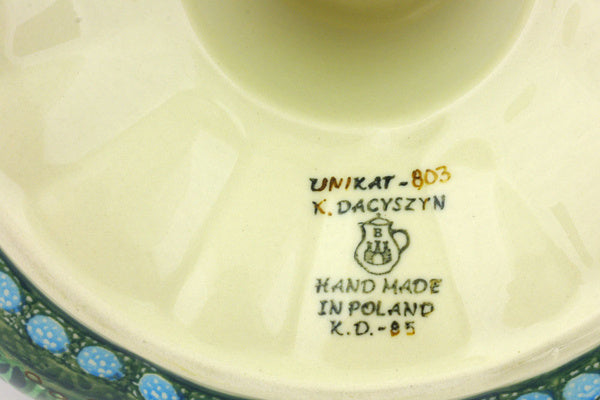 UNIKAT - 803
K. DACYSZYN
B
HAND MADE
IN POLAND
K.D. - 85